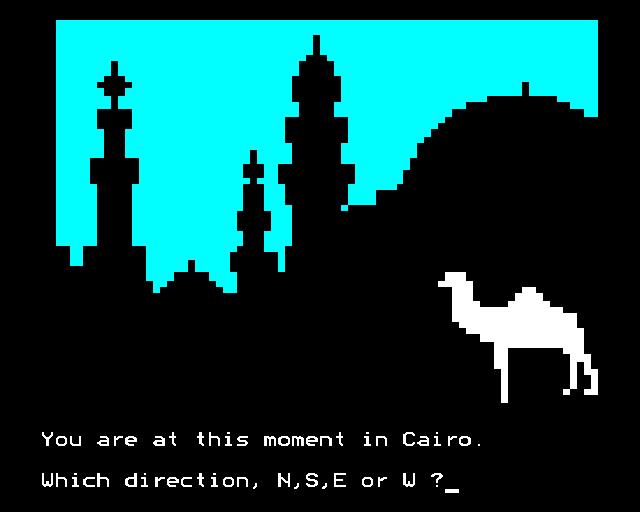 You are at this moment in Cairo.
Which direction, N,S,E or W ?_